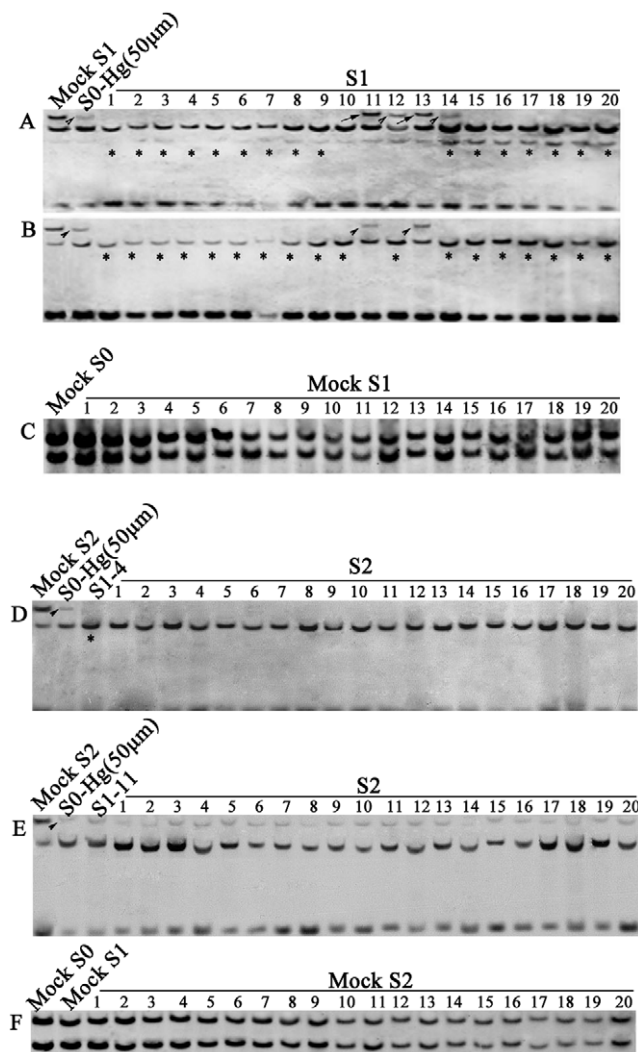 Mock S1
S0-Hg(50μm)
S1
1 2 3 4 5 6 7 8 9 10 11 12 13 14 15 16 17 18 19 20
A
* * * * * * * * * * * * * * * *
B
* * * * * * * * * * * * * * * * * *
Mock S0
Mock S1
1 2 3 4 5 6 7 8 9 10 11 12 13 14 15 16 17 18 19 20
C
Mock S2
S0-Hg(50μm)
S1-4
S2
1 2 3 4 5 6 7 8 9 10 11 12 13 14 15 16 17 18 19 20
D
*
Mock S2
S0-Hg(50μm)
S1-11
S2
1 2 3 4 5 6 7 8 9 10 11 12 13 14 15 16 17 18 19 20
E
Mock S0
Mock S1
Mock S2
1 2 3 4 5 6 7 8 9 10 11 12 13 14 15 16 17 18 19 20
F